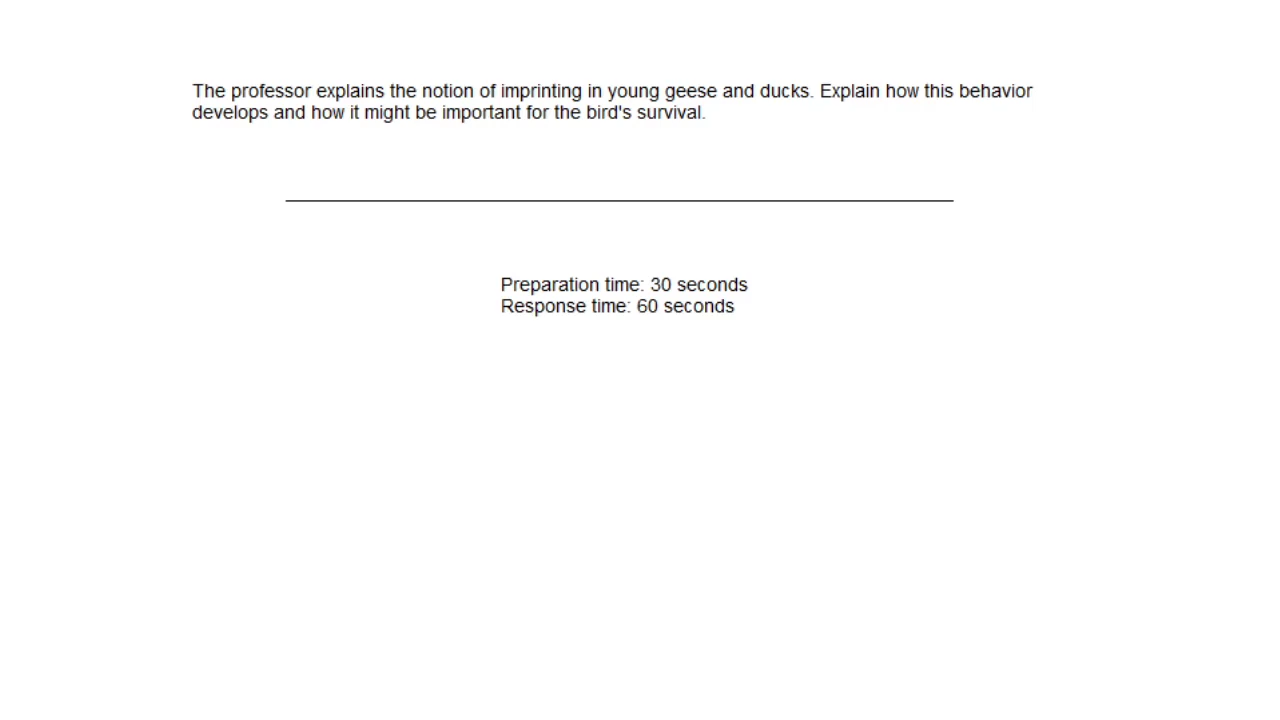 The professor explains the notion of imprinting in young geese and ducks. Explain how this behavior
develops and how it might be important for the bird's survival.
Preparation time: 30 seconds
Response time: 60 seconds